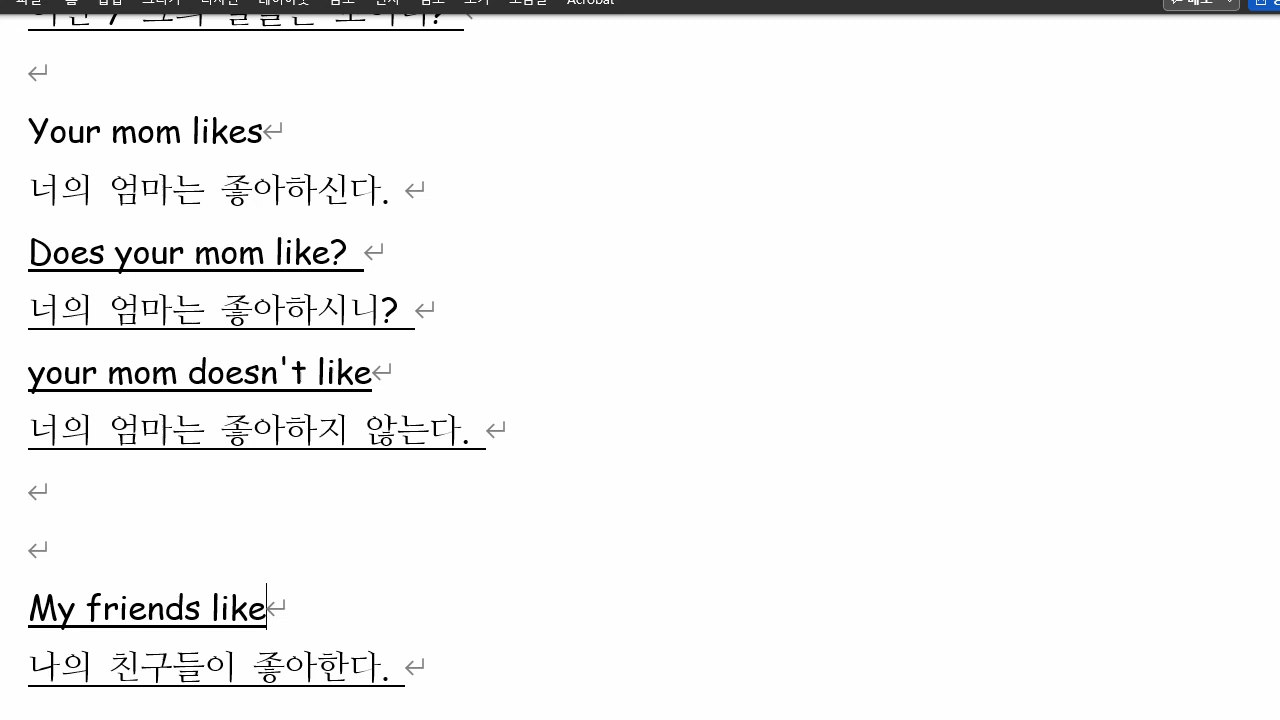 Acrobat
Your mom likes
너의 엄마는 좋아하신다.
Does your mom like?
너의 엄마는 좋아하시니?
your mom doesn't like
너의 엄마는 좋아하지 않는다.
My friends like
나의 친구들이 좋아한다.